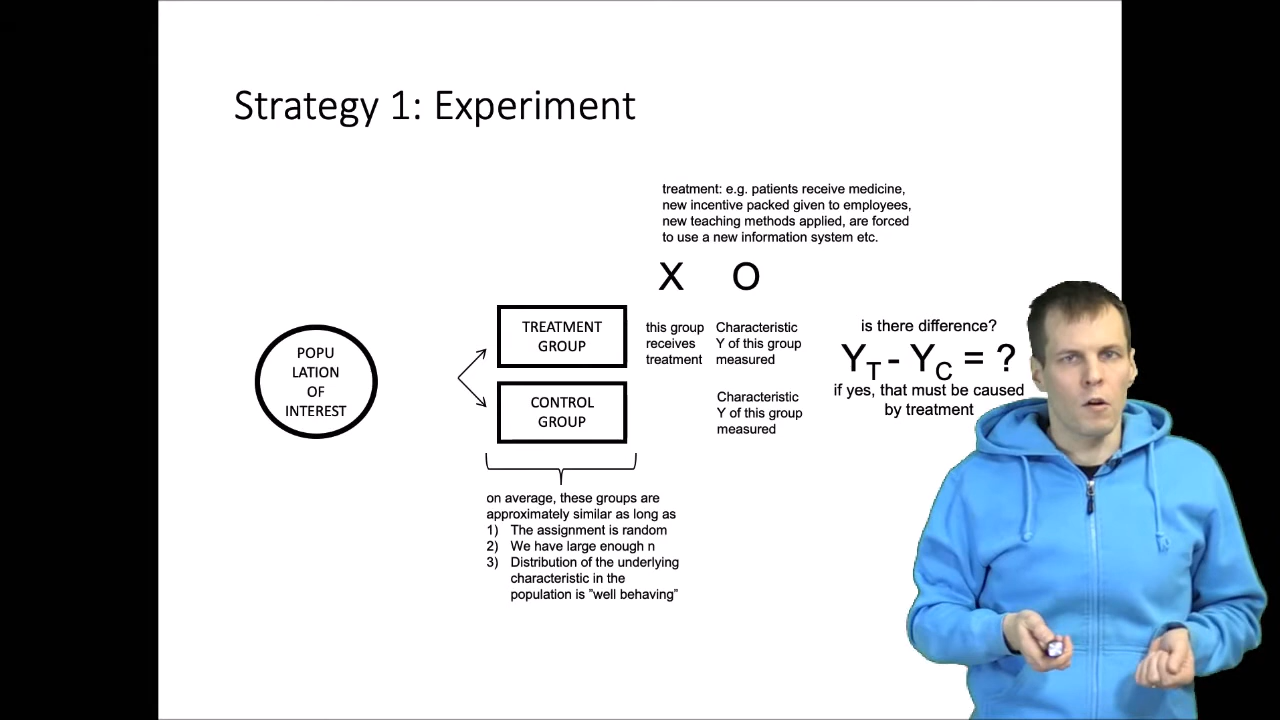 Strategy 1: Experiment
treatment: e.g. patients receive medicine,
new incentive packed given to employees,
new teaching methods applied, are forced
to use a new information system etc.
X O
POPU
LATION
OF
INTEREST
TREATMENT
GROUP
this group
receives
treatment
Characteristic
Y of this group
measured
CONTROL
GROUP
Characteristic
Y of this group
measured
is there difference?
YT - YC = ?
if yes, that must be caused
by treatment
on average, these groups are
approximately similar as long as
1) The assignment is random
2) We have large enough n
3) Distribution of the underlying
characteristic in the
population is ”well behaving”